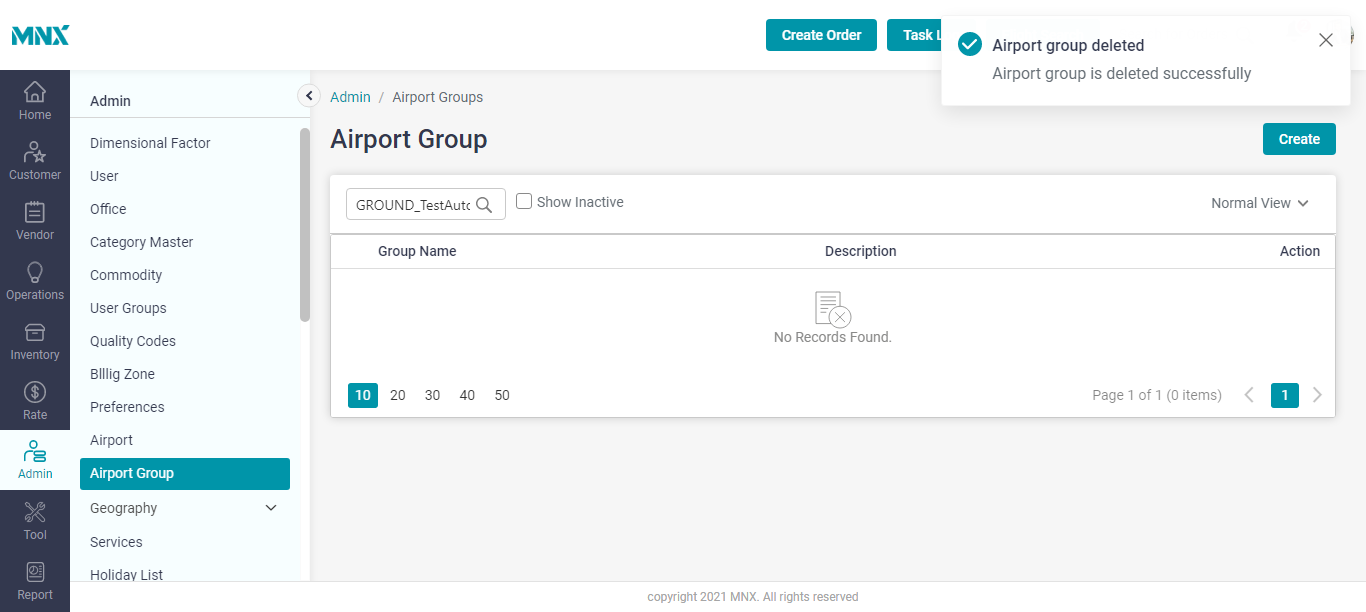 MNX
Create Order
Task L
Airport group deleted
Airport group is deleted successfully
Home
Customer
Vendor
Operations
Inventory
Rate
Admin
Tool
Report
Admin
Dimensional Factor
User
Office
Category Master
Commodity
User Groups
Quality Codes
Blllig Zone
Preferences
Airport
Airport Group
Geography
Services
Holiday List
Admin / Airport Groups
Airport Group
Create
GROUND_TestAuto
Show Inactive
Normal View
Group Name Description Action
No Records Found.
10 20 30 40 50
Page 1 of 1 (0 items) 1
copyright 2021 MNX. All rights reserved